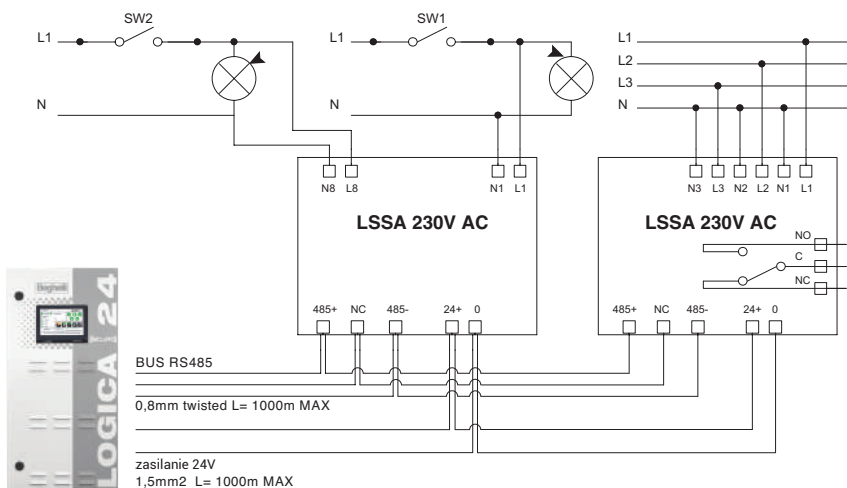 SW2
SW1
L1
L1
L1
L2
L3
N
N
N
N8 L8
N1 L1
N3 L3 N2 L2 N1 L1
LSSA 230V AC
LSSA 230V AC
NO
C
NC
485+ NC 485- 24+ 0
485+ NC 485- 24+ 0
Beghelli
LOGICA 24
BUS RS485
0,8mm twisted L= 1000m MAX
zasilanie 24V
1,5mm2 L= 1000m MAX